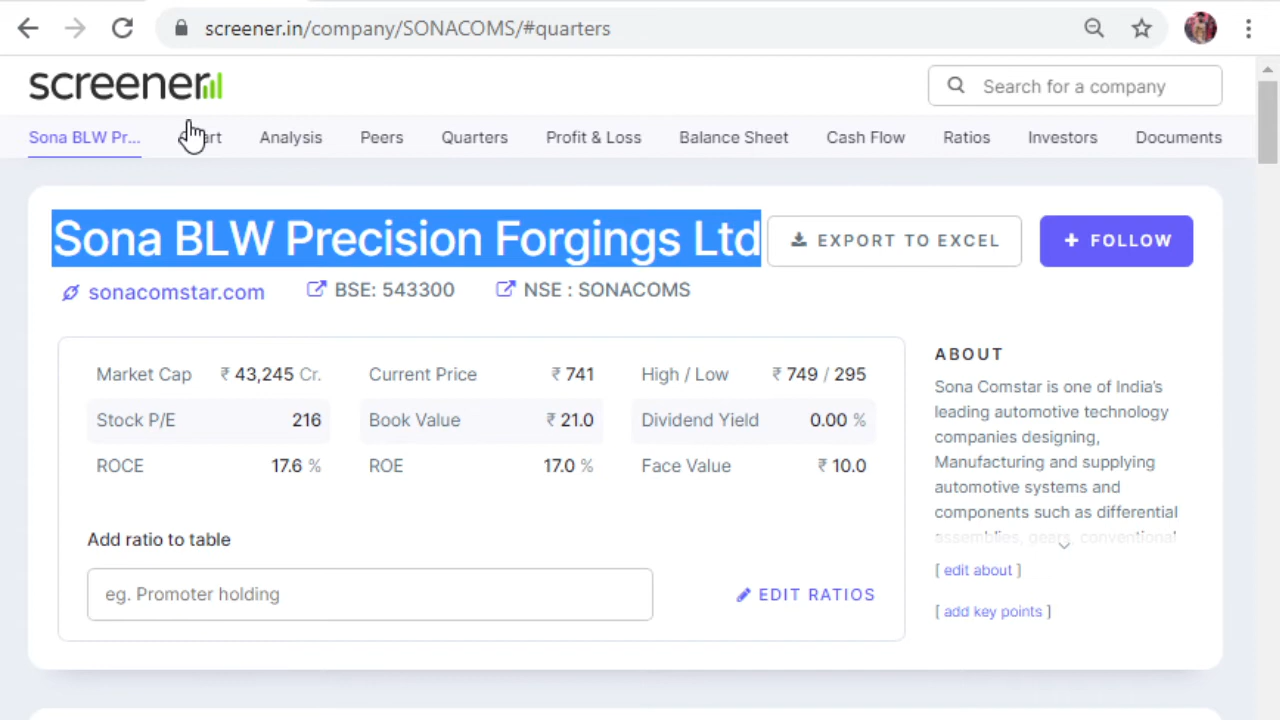 screener.in/company/SONACOMS/#quarters
screener
Search for a company
Sona BLW Pr... art Analysis Peers Quarters Profit & Loss Balance Sheet Cash Flow Ratios Investors Documents
Sona BLW Precision Forgings Ltd EXPORT TO EXCEL + FOLLOW
sonacomstar.com BSE: 543300 NSE : SONACOMS
Market Cap ₹ 43,245 Cr. Current Price ₹ 741 High / Low ₹ 749 / 295
Stock P/E 216 Book Value ₹ 21.0 Dividend Yield 0.00 %
ROCE 17.6 % ROE 17.0 % Face Value ₹ 10.0
Add ratio to table
eg. Promoter holding EDIT RATIOS
ABOUT
Sona Comstar is one of India's
leading automotive technology
companies designing,
Manufacturing and supplying
automotive systems and
components such as differential
assemblies, gears, conventional
[ edit about ]
[ add key points ]